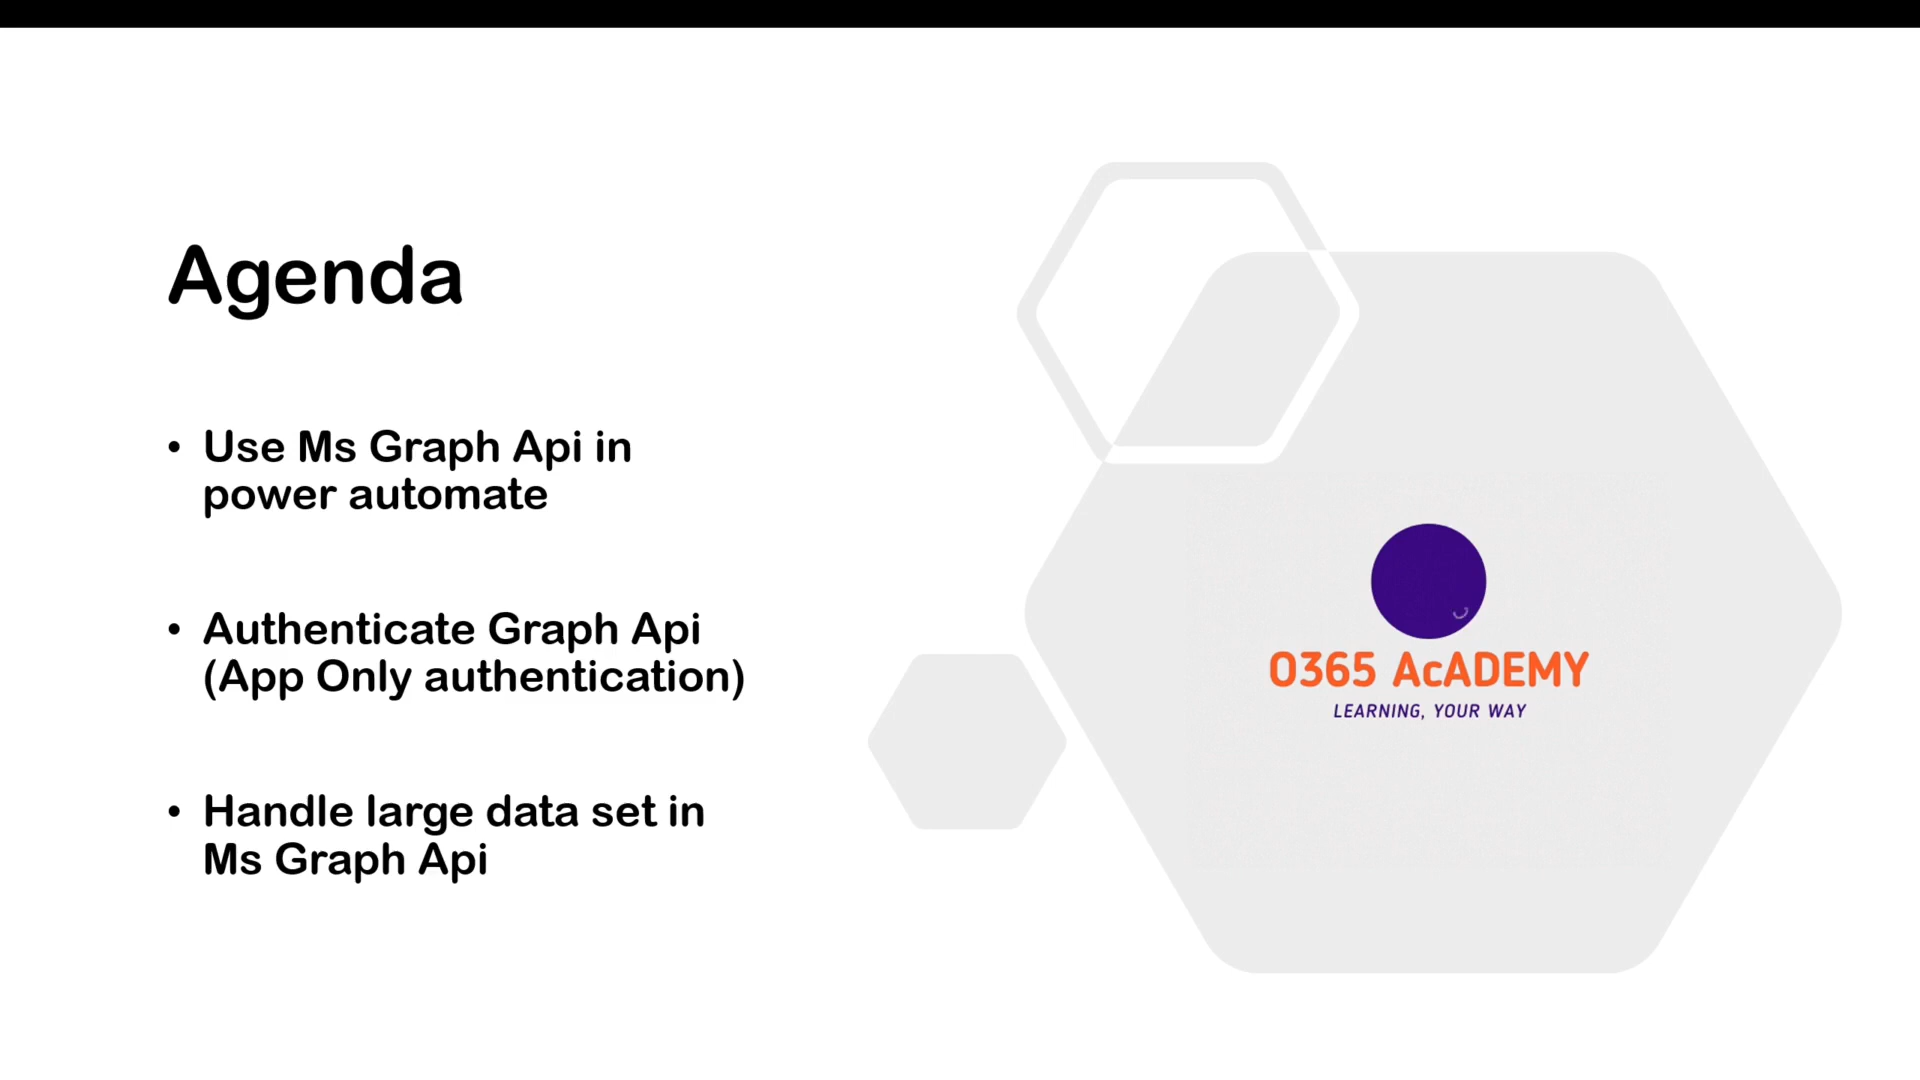 Agenda
• Use Ms Graph Api in
power automate
• Authenticate Graph Api
(App Only authentication)
• Handle large data set in
Ms Graph Api
O365 AcADEMY
LEARNING, YOUR WAY